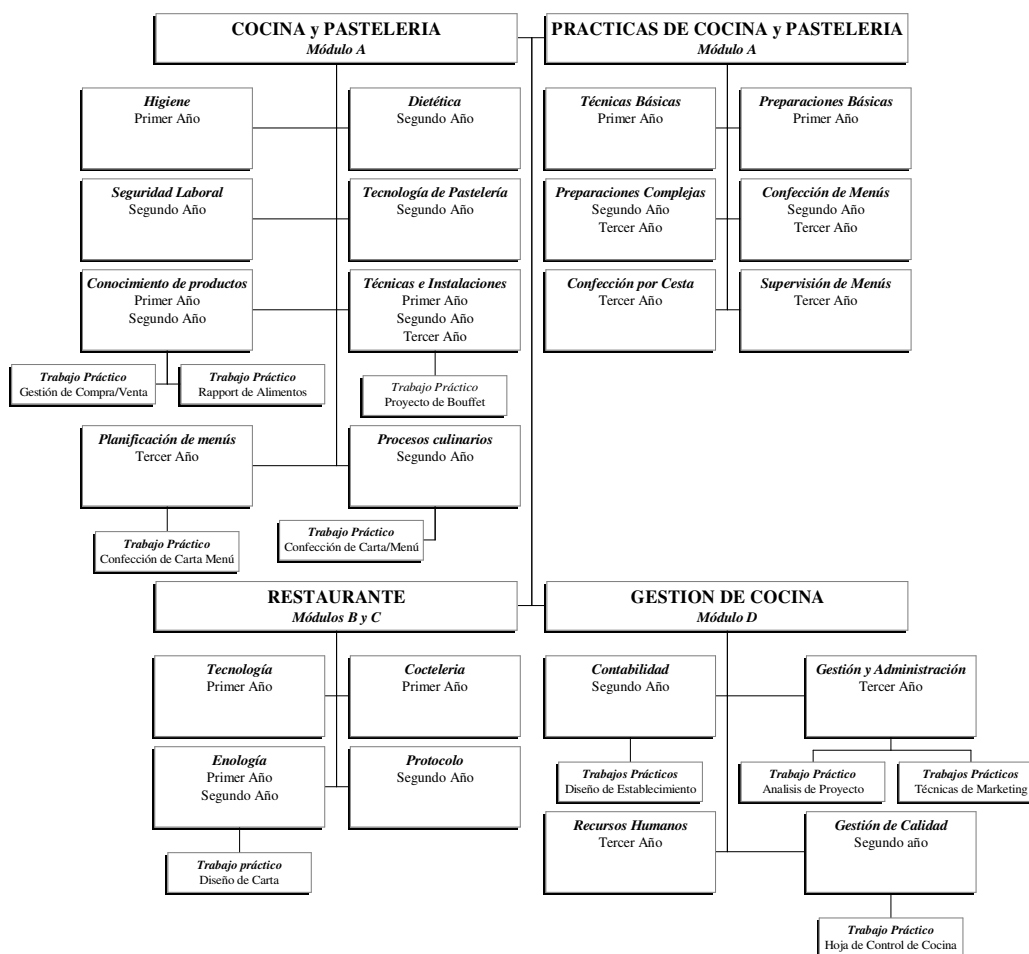 COCINA y PASTELERIA
Módulo A
PRACTICAS DE COCINA y PASTELERIA
Módulo A
Higiene
Primer Año
Dietética
Segundo Año
Técnicas Básicas
Primer Año
Preparaciones Básicas
Primer Año
Seguridad Laboral
Segundo Año
Tecnología de Pastelería
Segundo Año
Preparaciones Complejas
Segundo Año
Tercer Año
Confección de Menús
Segundo Año
Tercer Año
Conocimiento de productos
Primer Año
Segundo Año
Técnicas e Instalaciones
Primer Año
Segundo Año
Tercer Año
Confección por Cesta
Tercer Año
Supervisión de Menús
Tercer Año
Trabajo Práctico
Gestión de Compra/Venta
Trabajo Práctico
Rapport de Alimentos
Trabajo Práctico
Proyecto de Bouffet
Planificación de menús
Tercer Año
Procesos culinarios
Segundo Año
Trabajo Práctico
Confección de Carta Menú
Trabajo Práctico
Confección de Carta/Menú
RESTAURANTE
Módulos B y C
GESTION DE COCINA
Módulo D
Tecnología
Primer Año
Cocteleria
Primer Año
Contabilidad
Segundo Año
Gestión y Administración
Tercer Año
Enología
Primer Año
Segundo Año
Protocolo
Segundo Año
Trabajos Prácticos
Diseño de Establecimiento
Trabajo Práctico
Analisis de Proyecto
Trabajos Prácticos
Técnicas de Marketing
Recursos Humanos
Tercer Año
Gestión de Calidad
Segundo año
Trabajo práctico
Diseño de Carta
Trabajo Práctico
Hoja de Control de Cocina